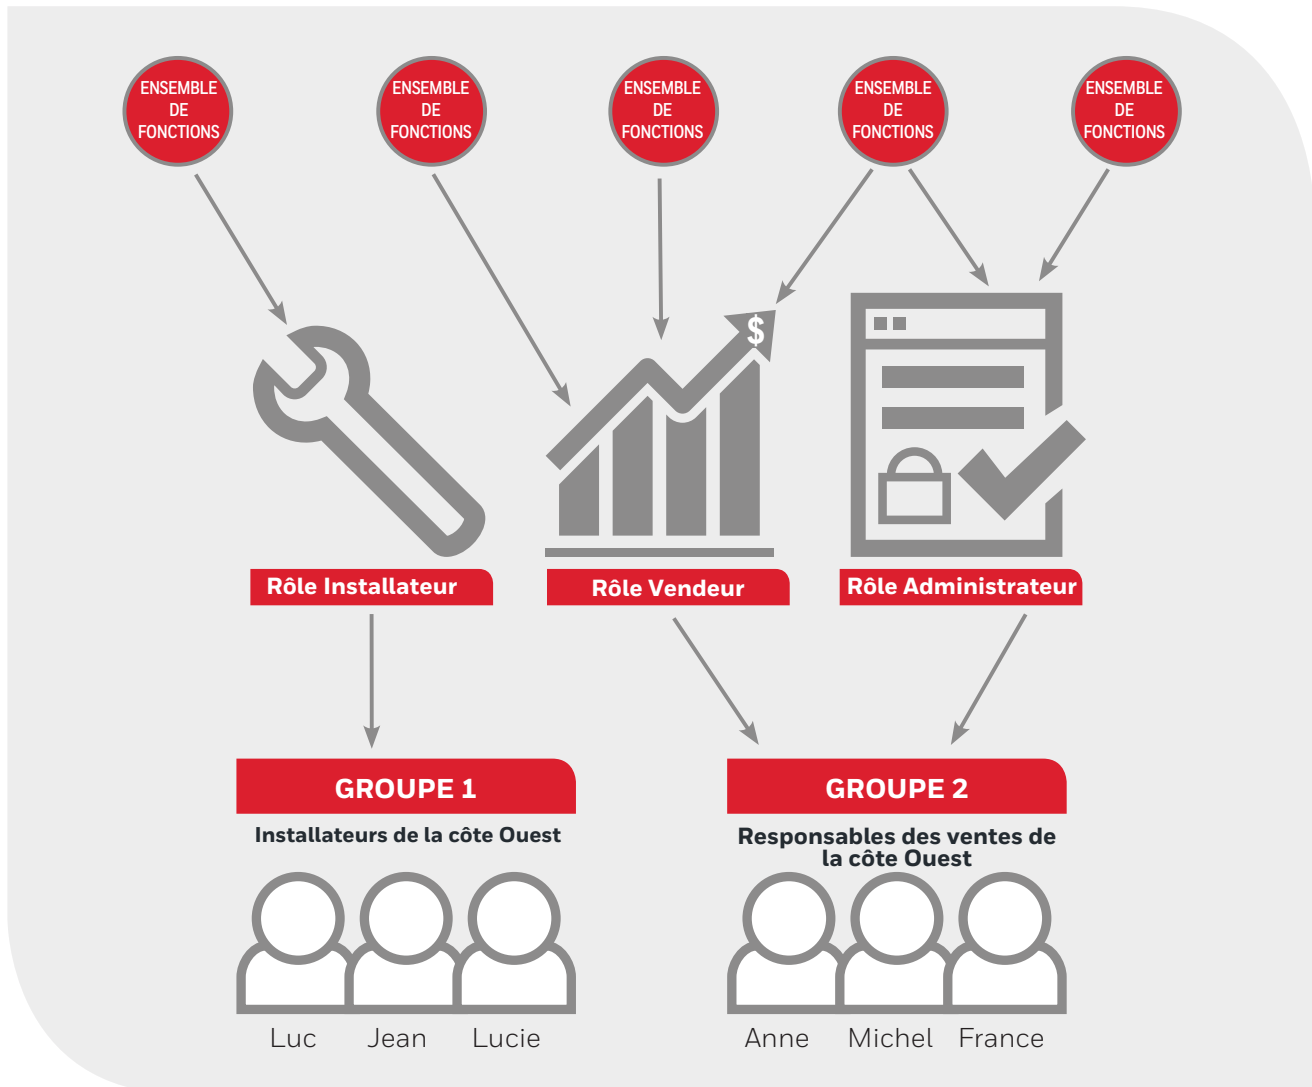 ENSEMBLE
DE
FONCTIONS
ENSEMBLE
DE
FONCTIONS
ENSEMBLE
DE
FONCTIONS
ENSEMBLE
DE
FONCTIONS
ENSEMBLE
DE
FONCTIONS
$
Rôle Installateur
Rôle Vendeur
Rôle Administrateur
GROUPE 1
Installateurs de la côte Ouest
Luc Jean Lucie
GROUPE 2
Responsables des ventes de
la côte Ouest
Anne Michel France